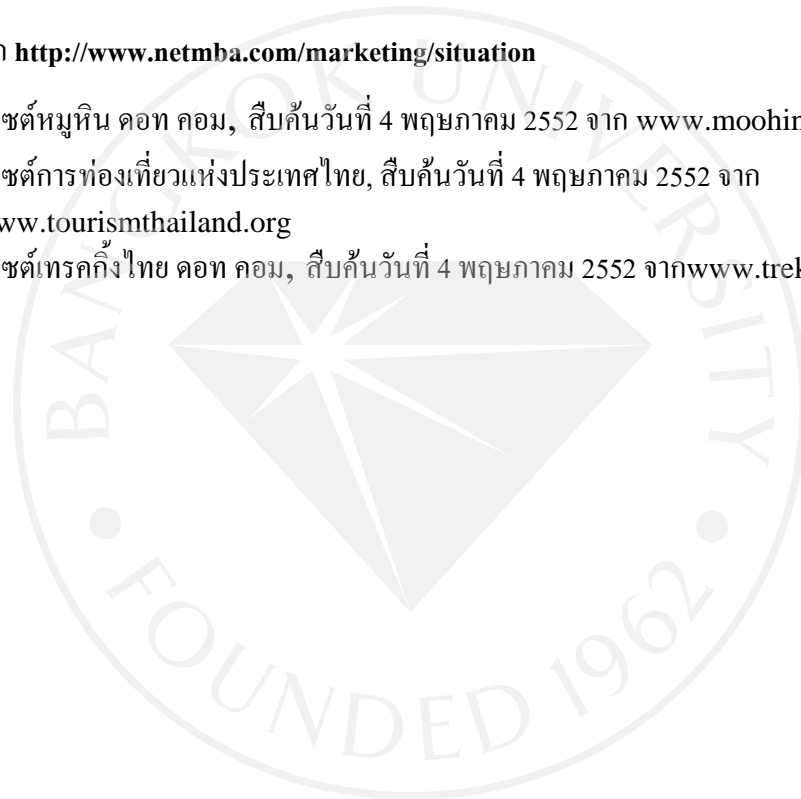 http://www.netmba.com/marketing/situation
ซต์หมูหิน ดอท คอม, สืบค้นวันที่ 4 พฤษภาคม 2552 จาก www.moohin
ซต์การท่องเที่ยวแห่งประเทศไทย, สืบค้นวันที่ 4 พฤษภาคม 2552 จาก
ww.tourismthailand.org
ซต์เทรคกิ้งไทย ดอท คอม, สืบค้นวันที่ 4 พฤษภาคม 2552 จากwww.trek
BANGKOK UNIVERSITY
FOUNDED 1962